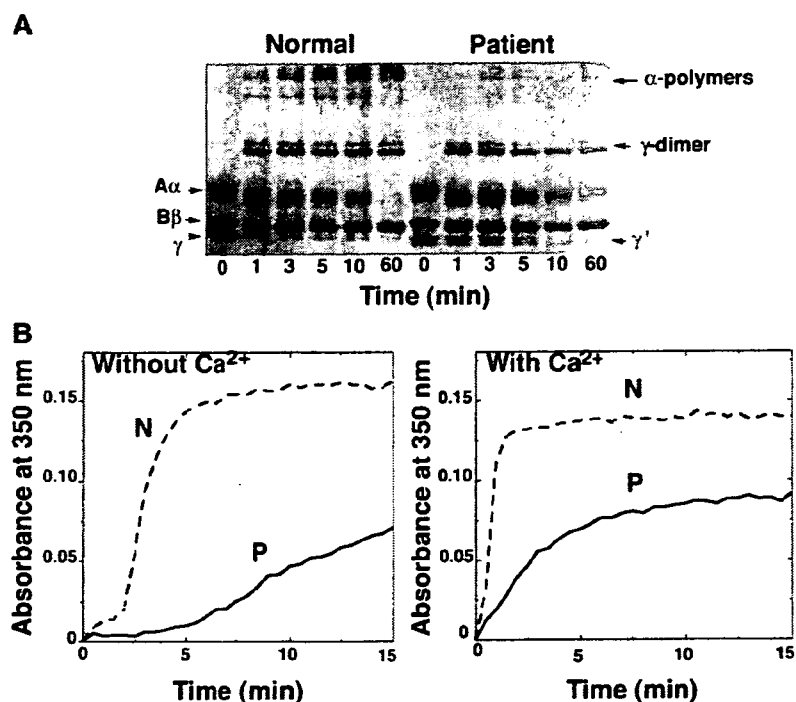 A
Normal Patient
α-polymers
γ-dimer
Aα
Bβ
γ
γ'
0 1 3 5 10 60 0 1 3 5 10 60
Time (min)
B
Without Ca²⁺
N
P
0.15
0.10
0.05
0
0 5 10 15
Absorbance at 350 nm
Time (min)
With Ca²⁺
N
P
0.15
0.10
0.05
0
0 5 10 15
Absorbance at 350 nm
Time (min)